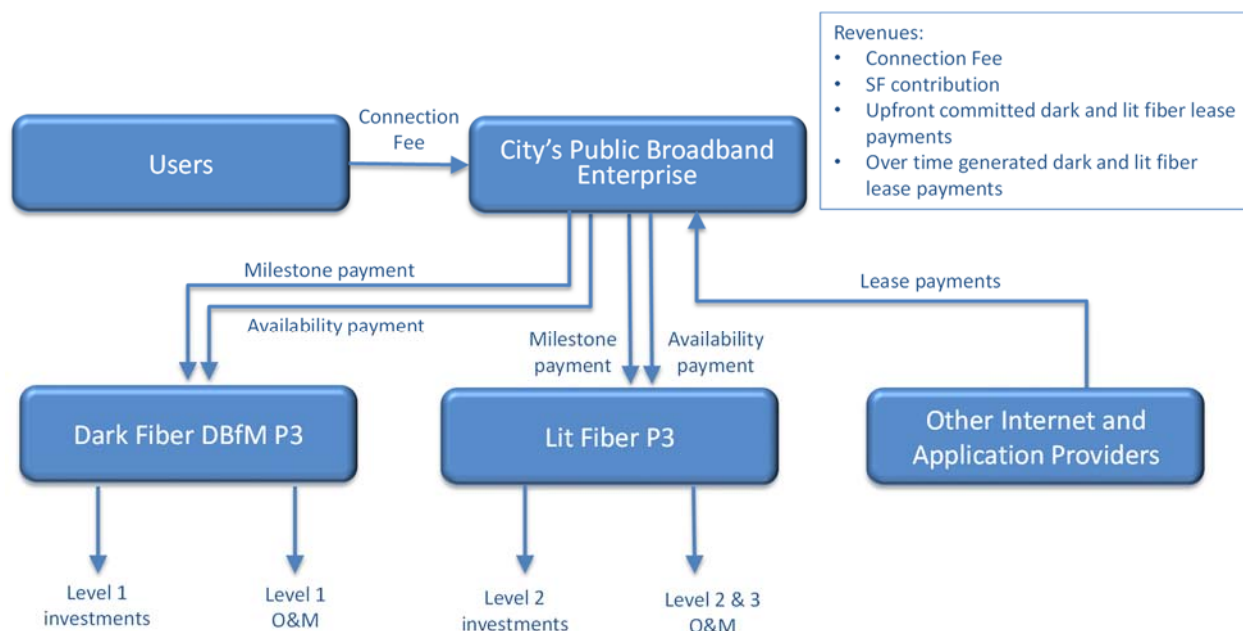 Revenues:
• Connection Fee
• SF contribution
• Upfront committed dark and lit fiber lease
payments
• Over time generated dark and lit fiber
lease payments
Users
Connection
Fee
City's Public Broadband
Enterprise
Milestone payment
Availability payment
Milestone
payment
Availability
payment
Lease payments
Dark Fiber DBfM P3
Lit Fiber P3
Other Internet and
Application Providers
Level 1
investments
Level 1
O&M
Level 2
investments
Level 2 & 3
O&M